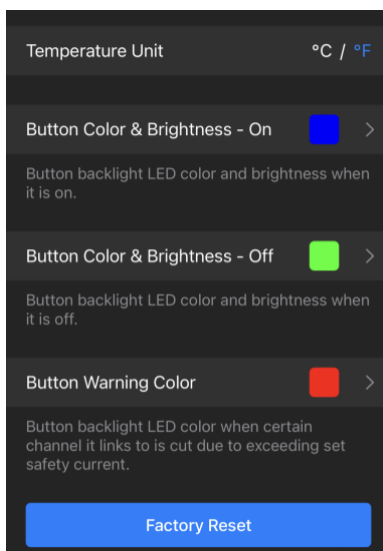 Temperature Unit °C / °F
Button Color & Brightness - On
Button backlight LED color and brightness when
it is on.
Button Color & Brightness - Off
Button backlight LED color and brightness when
it is off.
Button Warning Color
Button backlight LED color when certain
channel it links to is cut due to exceeding set
safety current.
Factory Reset